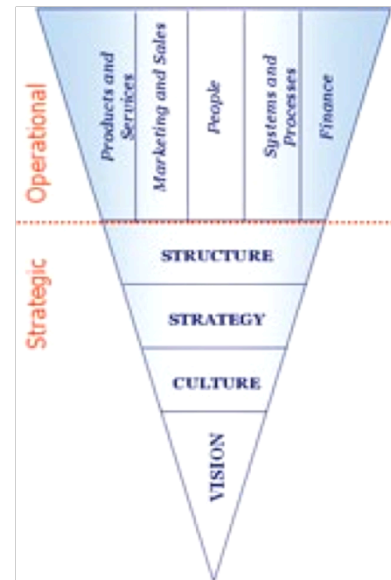 Operational
Products and
Services
Marketing and Sales
People
Systems and
Processes
Finance
Strategic
STRUCTURE
STRATEGY
CULTURE
VISION